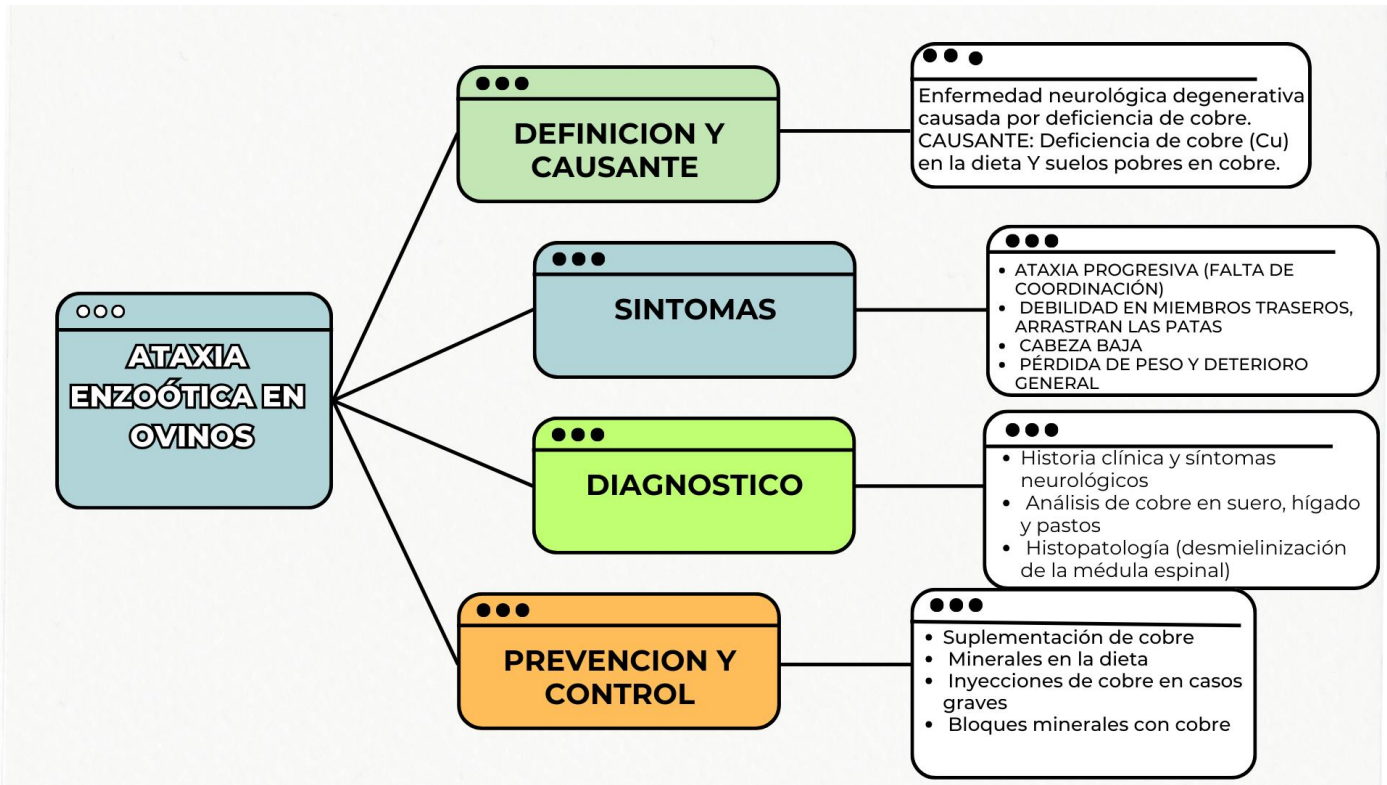 ATAXIA
ENZOÓTICA EN
OVINOS
DEFINICION Y
CAUSANTE
Enfermedad neurológica degenerativa
causada por deficiencia de cobre.
CAUSANTE: Deficiencia de cobre (Cu)
en la dieta Y suelos pobres en cobre.
SINTOMAS
• ATAXIA PROGRESIVA (FALTA DE
COORDINACIÓN)
• DEBILIDAD EN MIEMBROS TRASEROS,
ARRASTRAN LAS PATAS
• CABEZA BAJA
• PÉRDIDA DE PESO Y DETERIORO
GENERAL
DIAGNOSTICO
• Historia clínica y síntomas
neurológicos
• Análisis de cobre en suero, hígado
y pastos
• Histopatología (desmielinización
de la médula espinal)
PREVENCION Y
CONTROL
• Suplementación de cobre
• Minerales en la dieta
• Inyecciones de cobre en casos
graves
• Bloques minerales con cobre